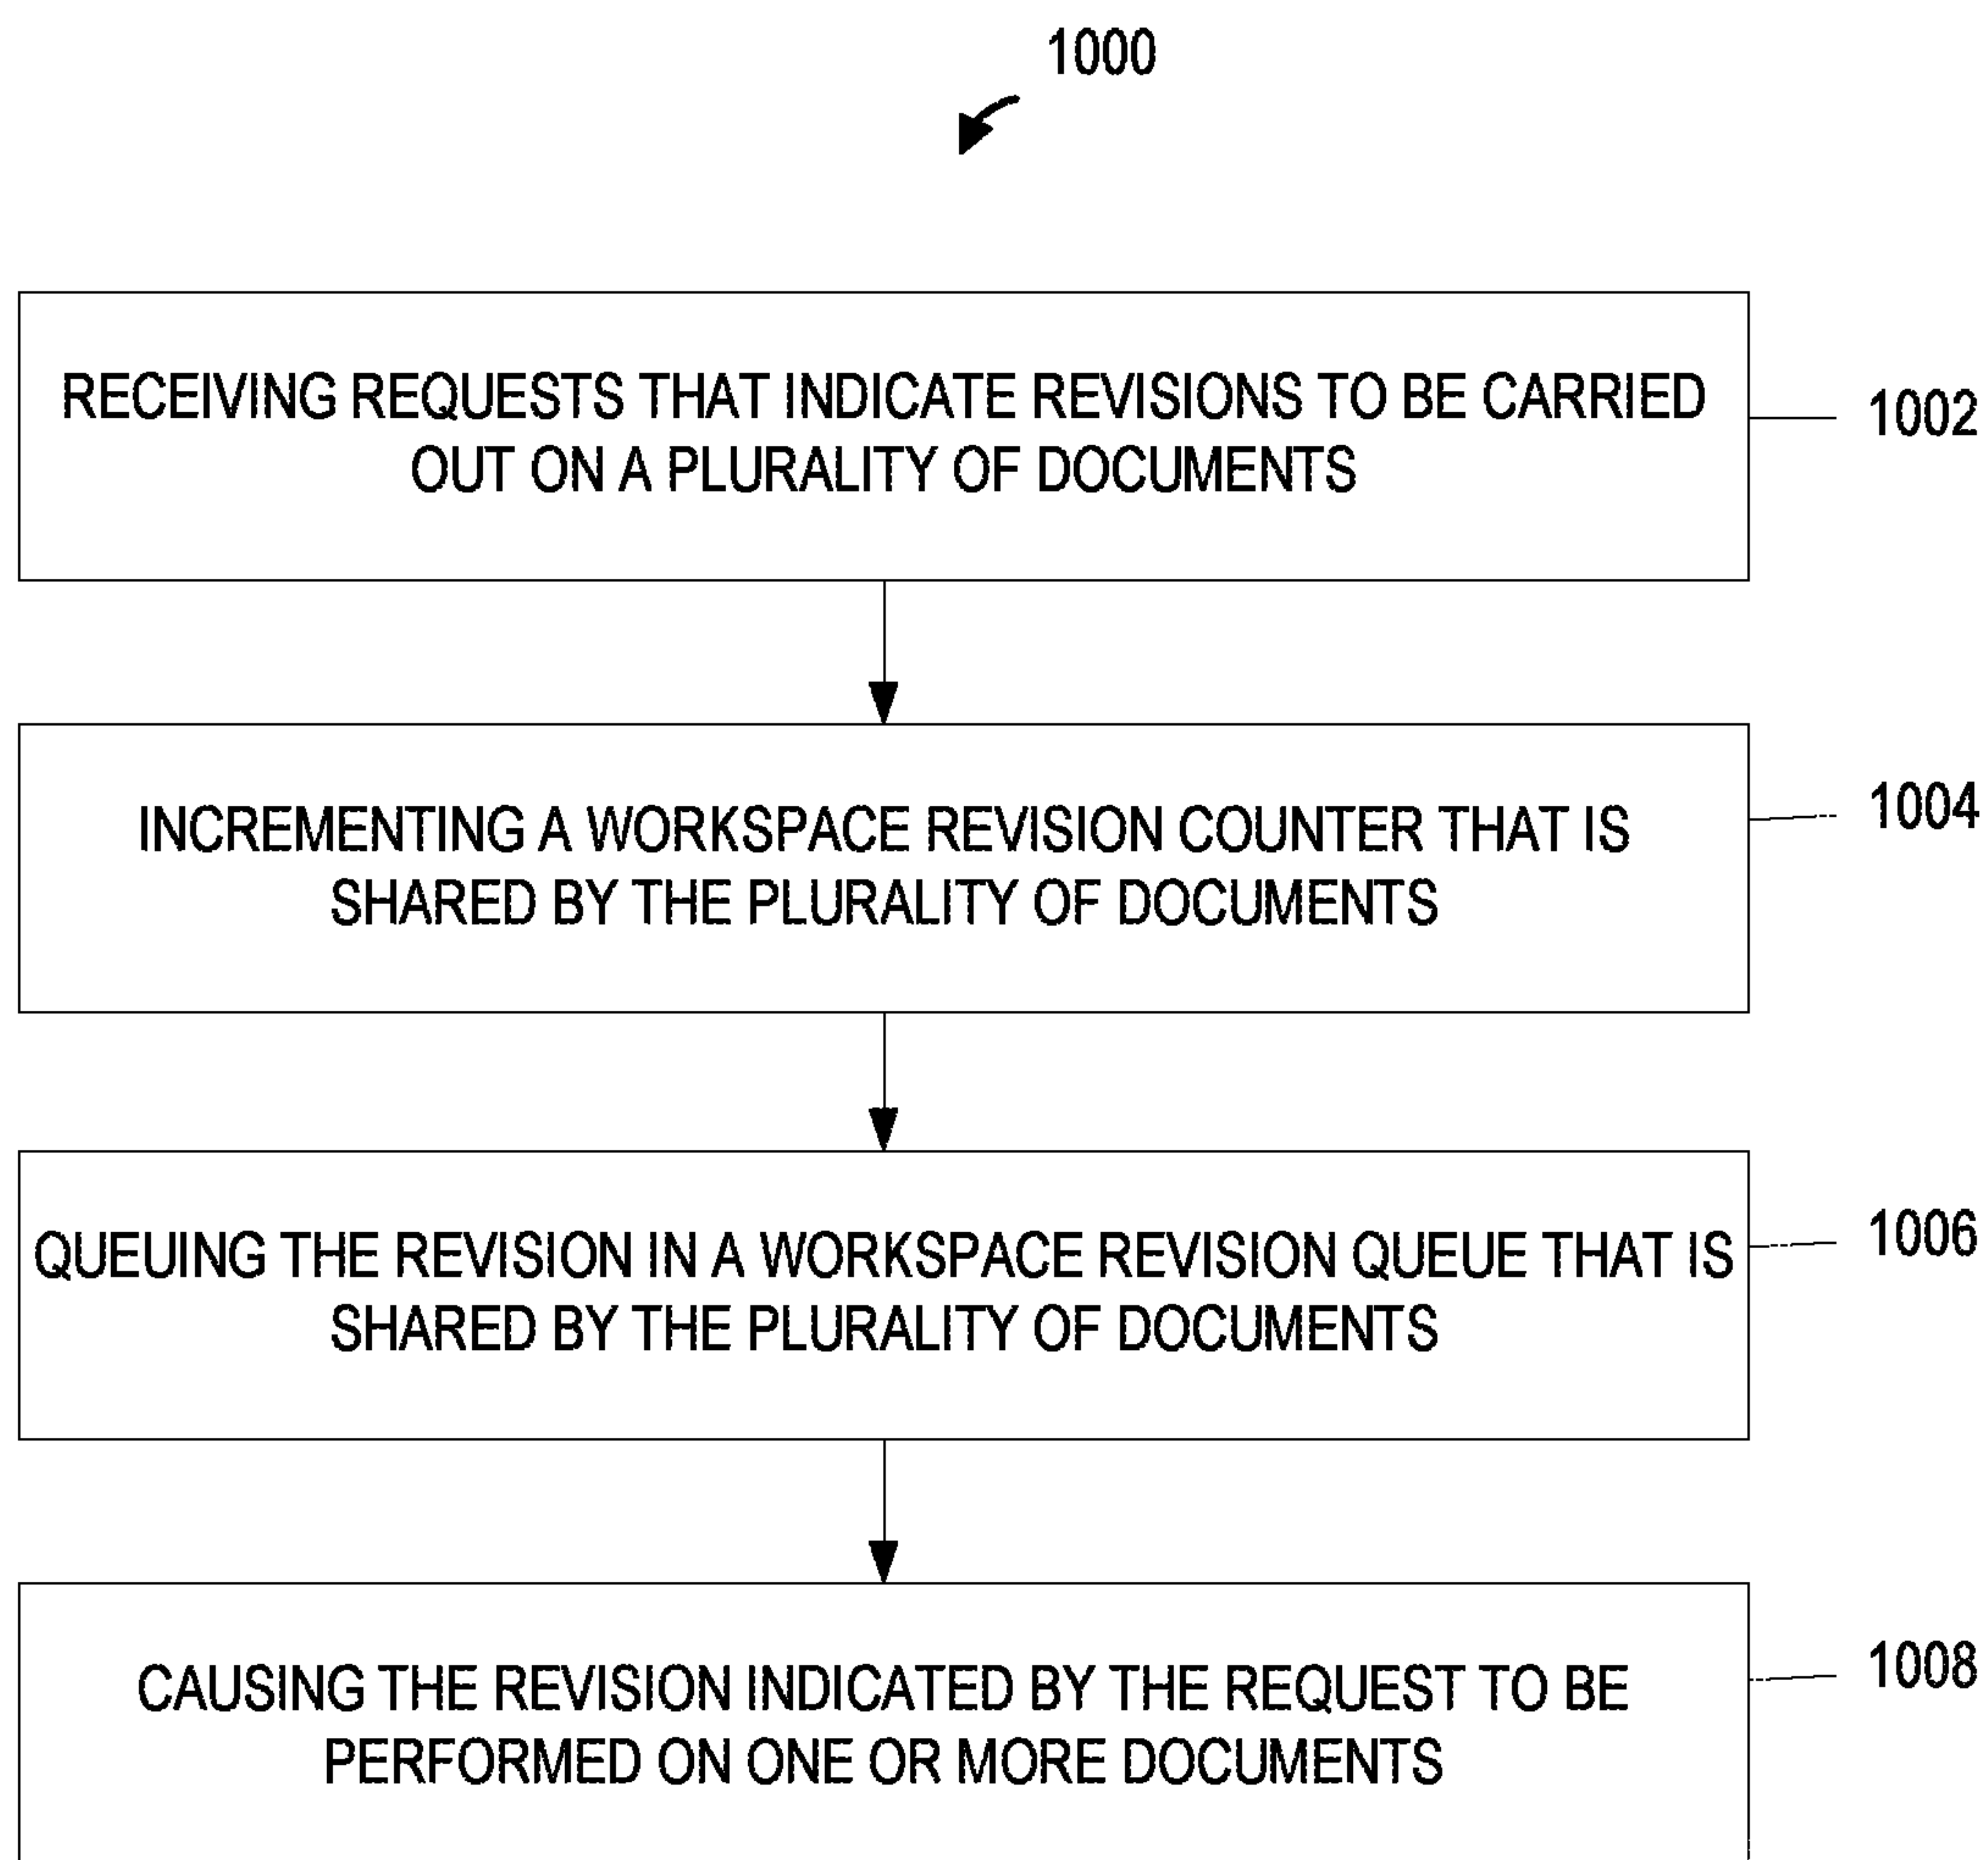 1000
RECEIVING REQUESTS THAT INDICATE REVISIONS TO BE CARRIED
OUT ON A PLURALITY OF DOCUMENTS
1002
INCREMENTING A WORKSPACE REVISION COUNTER THAT IS
SHARED BY THE PLURALITY OF DOCUMENTS
1004
QUEUING THE REVISION IN A WORKSPACE REVISION QUEUE THAT IS
SHARED BY THE PLURALITY OF DOCUMENTS
1006
CAUSING THE REVISION INDICATED BY THE REQUEST TO BE
PERFORMED ON ONE OR MORE DOCUMENTS
1008